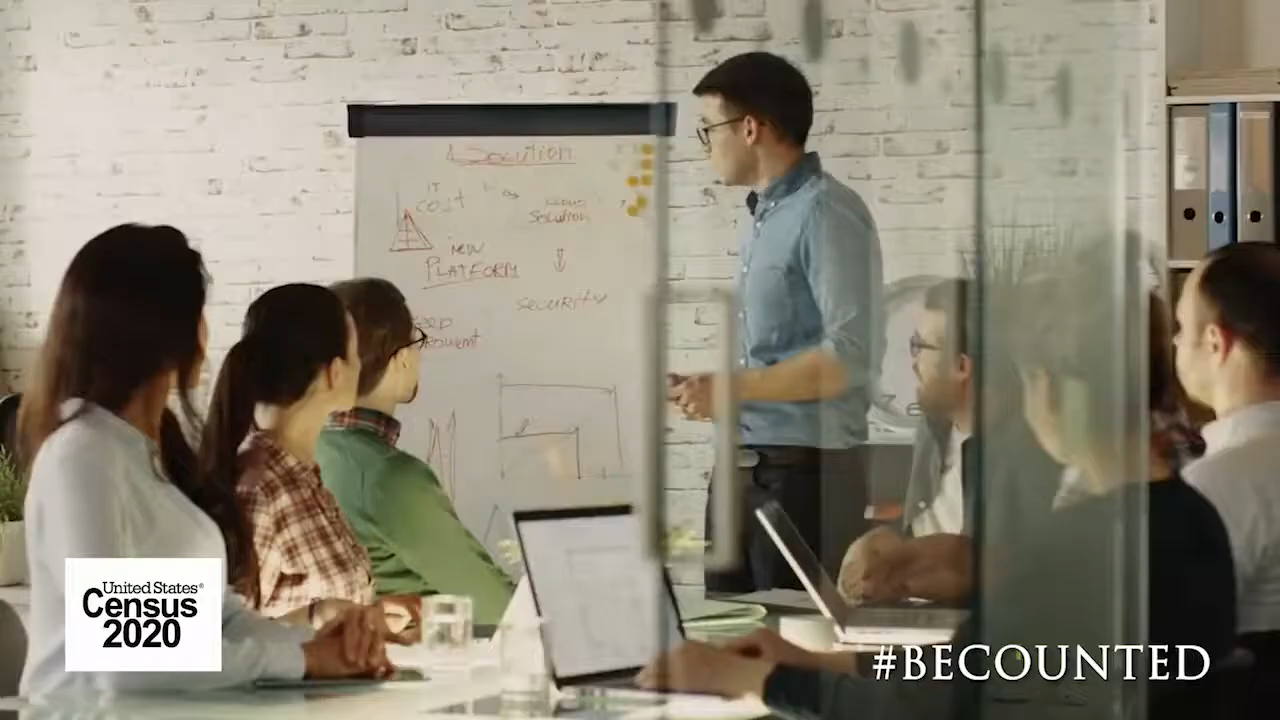 Solution
IT
COST
CLOUD
SOLUTION
NEW
PLATFORM
SECURITY
United States®
Census
2020
#BECOUNTED